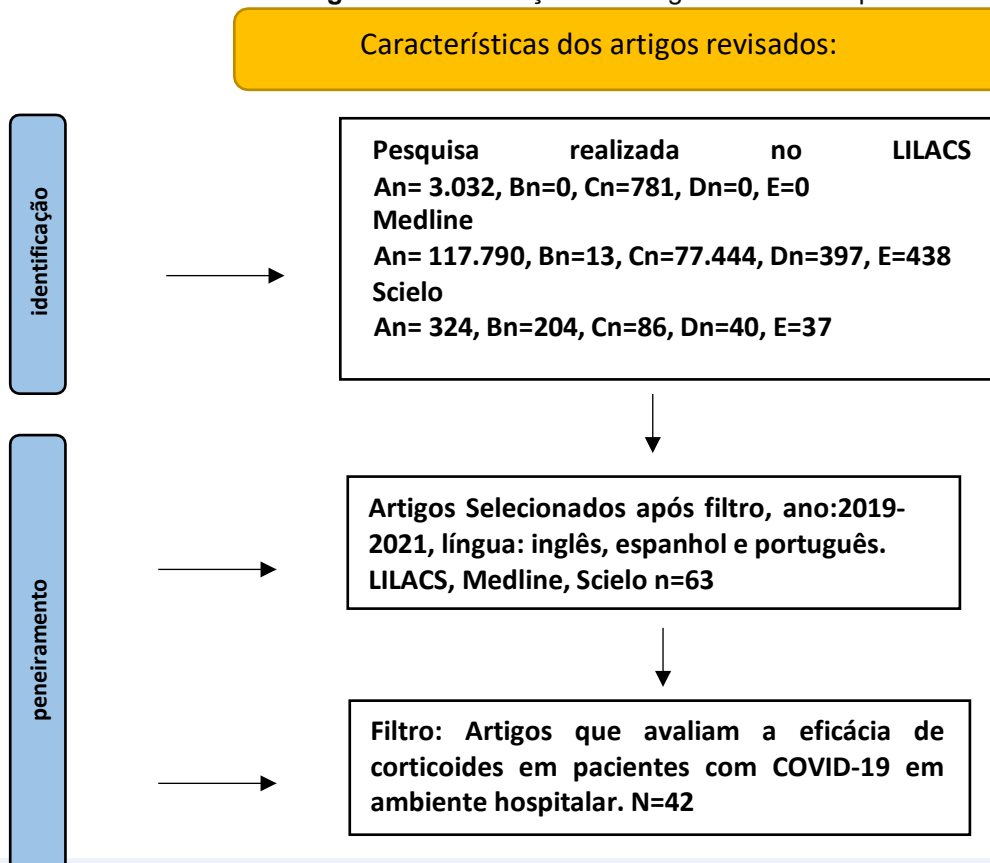 Características dos artigos revisados:
identificação
Pesquisa realizada no LILACS
An= 3.032, Bn=0, Cn=781, Dn=0, E=0
Medline
An= 117.790, Bn=13, Cn=77.444, Dn=397, E=438
Scielo
An= 324, Bn=204, Cn=86, Dn=40, E=37
peneiramento
Artigos Selecionados após filtro, ano:2019-
2021, língua: inglês, espanhol e português.
LILACS, Medline, Scielo n=63
Filtro: Artigos que avaliam a eficácia de
corticoides em pacientes com COVID-19 em
ambiente hospitalar. N=42